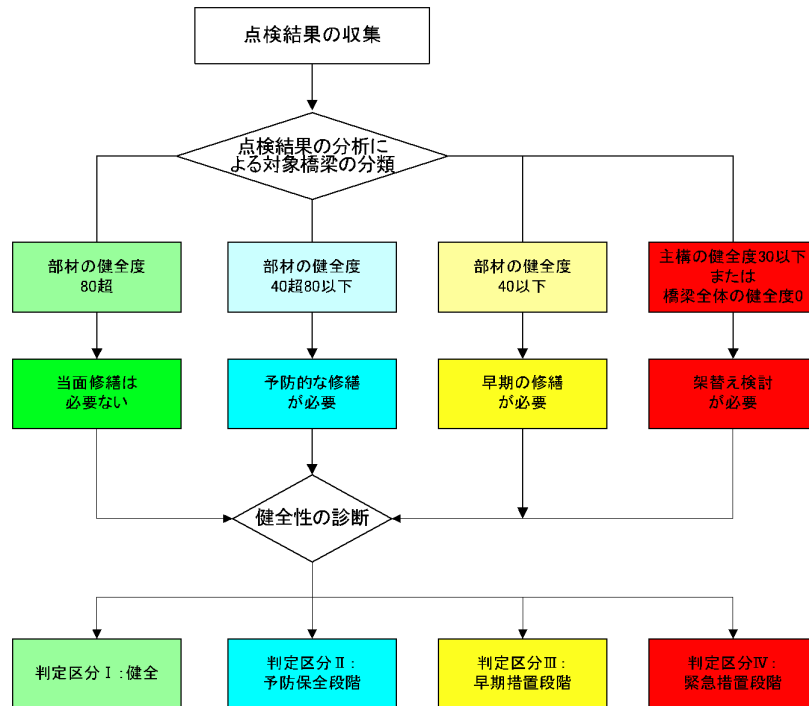 点検結果の収集
点検結果の分析に
よる対象橋梁の分類
部材の健全度
80超
部材の健全度
40超80以下
部材の健全度
40以下
主構の健全度30以下
または
橋梁全体の健全度0
当面修繕は
必要ない
予防的な修繕
が必要
早期の修繕
が必要
架替え検討
が必要
健全性の診断
判定区分Ⅰ:健全
判定区分Ⅱ:
予防保全段階
判定区分Ⅲ:
早期措置段階
判定区分Ⅳ:
緊急措置段階